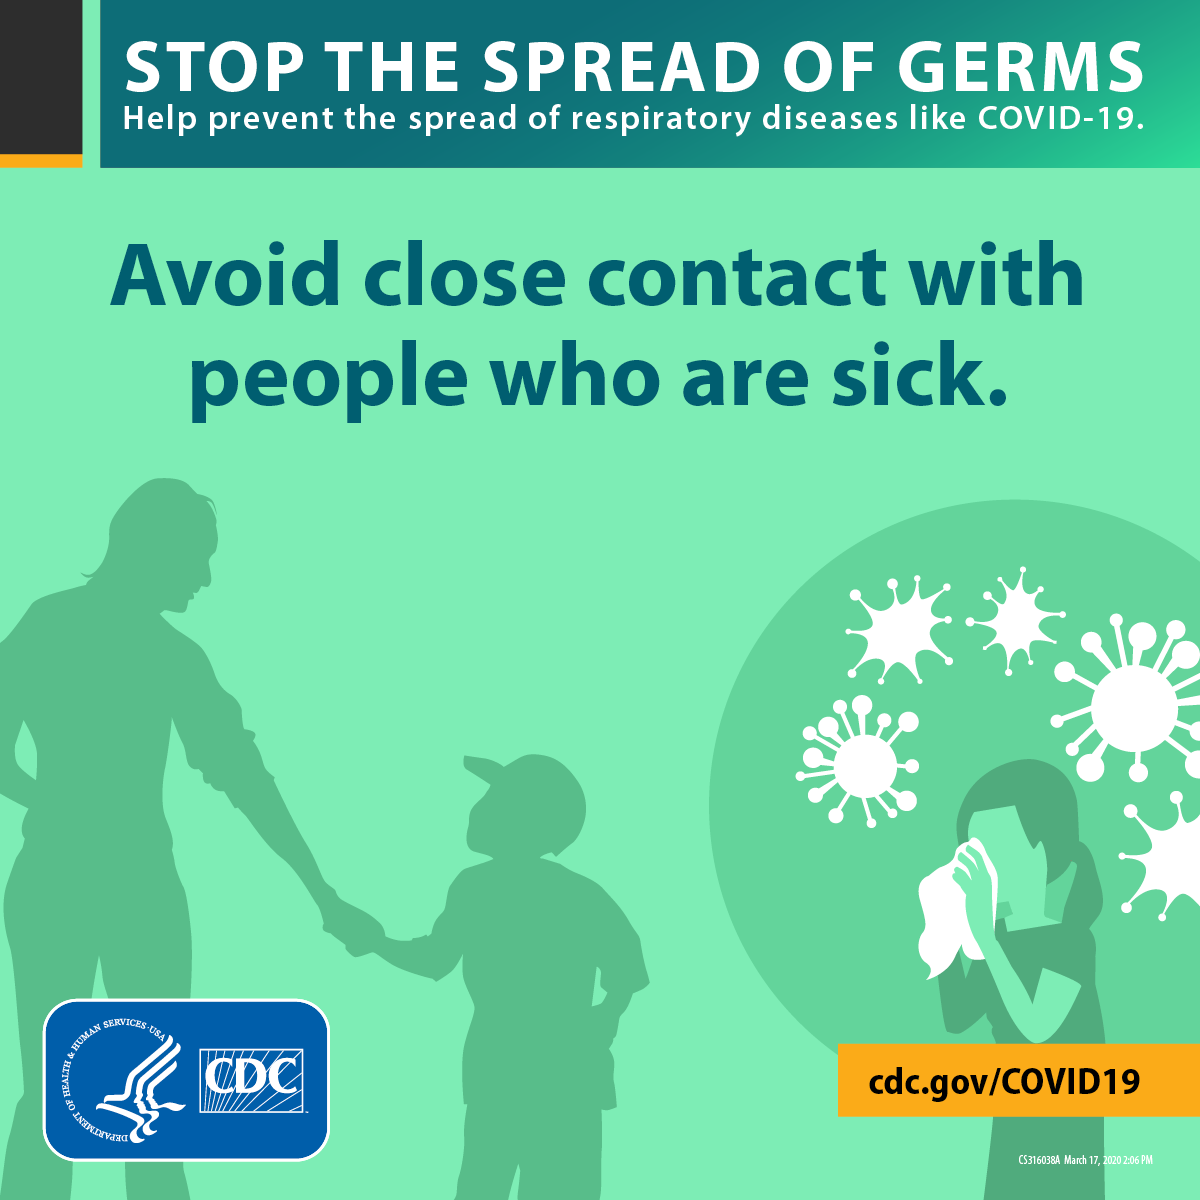 STOP THE SPREAD OF GERMS
Help prevent the spread of respiratory diseases like COVID-19.
Avoid close contact with
people who are sick.
DEPARTMENT OF HEALTH & HUMAN SERVICES·USA
CDC
cdc.gov/COVID19
CS316038A March 17, 2020 2:06 PM